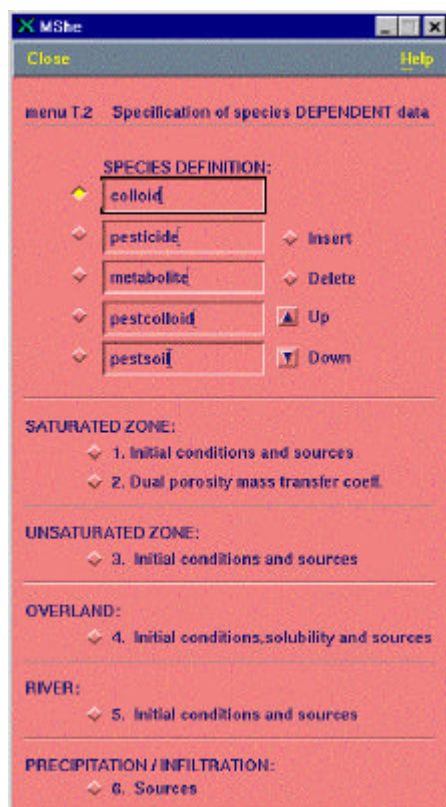 MShe
Close Help
menu T.2 Specification of species DEPENDENT data
SPECIES DEFINITION:
colloid
pesticide Insert
metabolite Delete
pestcolloid Up
pestsoil Down
SATURATED ZONE:
1. Initial conditions and sources
2. Dual porosity mass transfer coeff.
UNSATURATED ZONE:
3. Initial conditions and sources
OVERLAND:
4. Initial conditions,solubility and sources
RIVER:
5. Initial conditions and sources
PRECIPITATION / INFILTRATION:
6. Sources